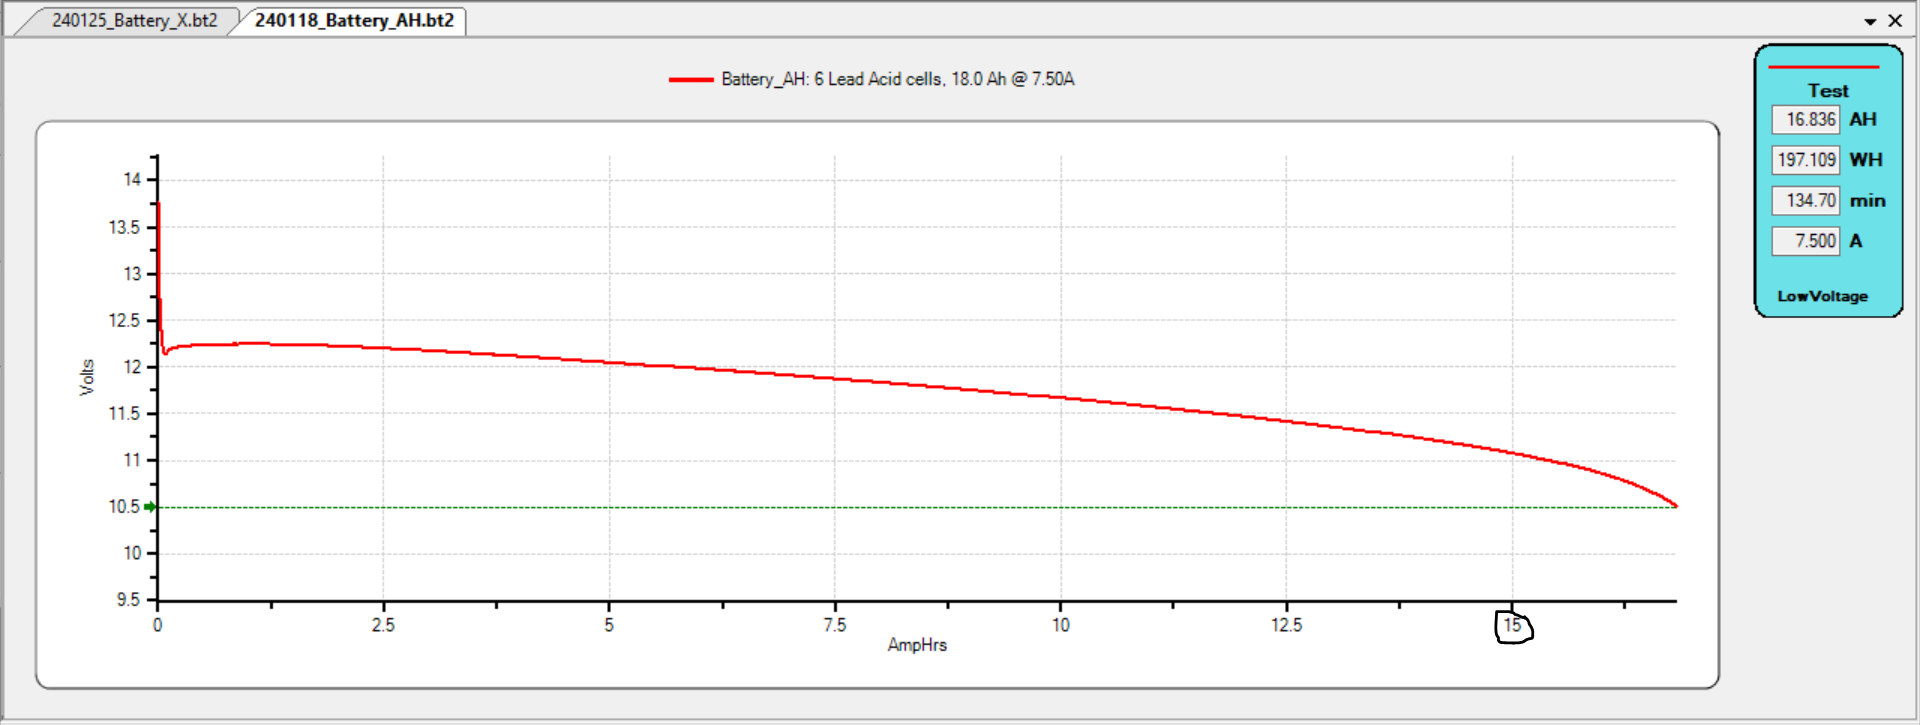 240125_Battery_X.bt2
240118_Battery_AH.bt2
Battery_AH: 6 Lead Acid cells, 18.0 Ah @ 7.50A
Test
16.836 AH
197.109 WH
134.70 min
7.500 A
LowVoltage
14
13.5
13
12.5
12
11.5
11
10.5
10
9.5
Volts
0 2.5 5 7.5 10 12.5 15
AmpHrs